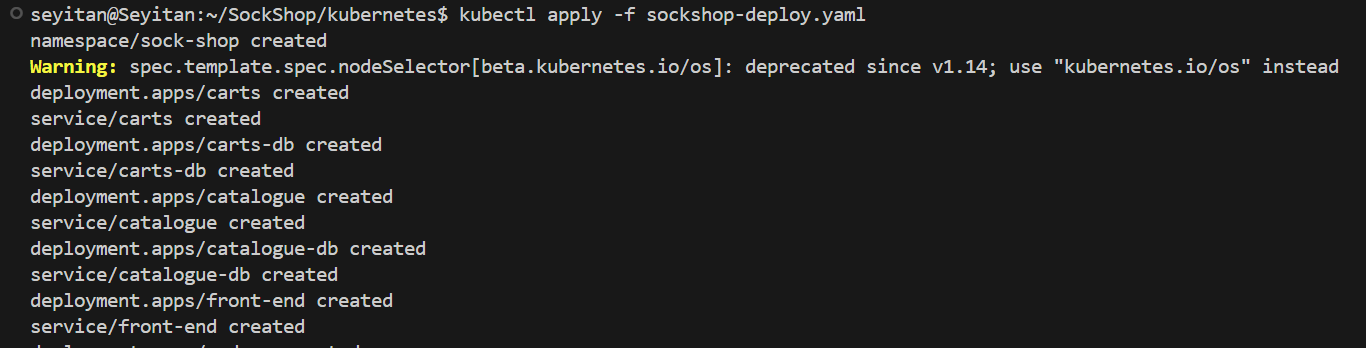 seyitan@Seyitan:~/SockShop/kubernetes$ kubectl apply -f sockshop-deploy.yaml
namespace/sock-shop created
Warning: spec.template.spec.nodeSelector[beta.kubernetes.io/os]: deprecated since v1.14; use "kubernetes.io/os" instead
deployment.apps/carts created
service/carts created
deployment.apps/carts-db created
service/carts-db created
deployment.apps/catalogue created
service/catalogue created
deployment.apps/catalogue-db created
service/catalogue-db created
deployment.apps/front-end created
service/front-end created